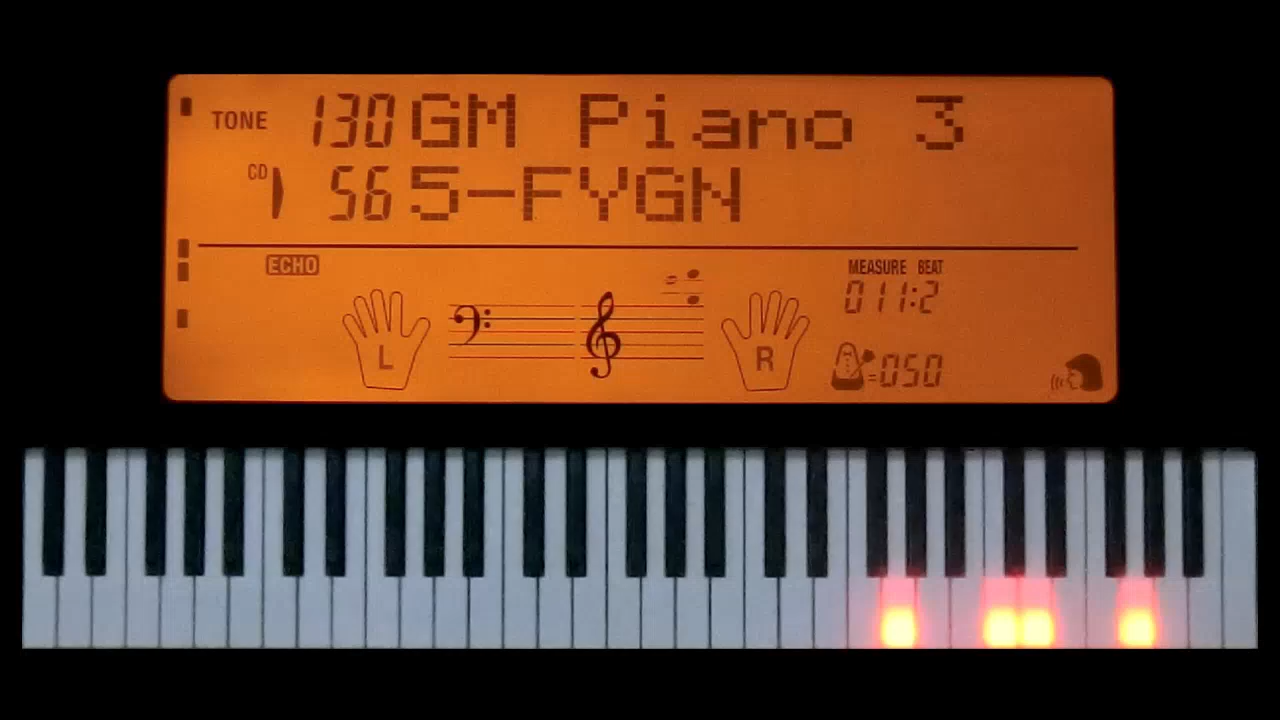 TONE 130 GM Piano 3
CD 56 5-FYGN
ECHO
MEASURE BEAT
011:2
L
R
=050